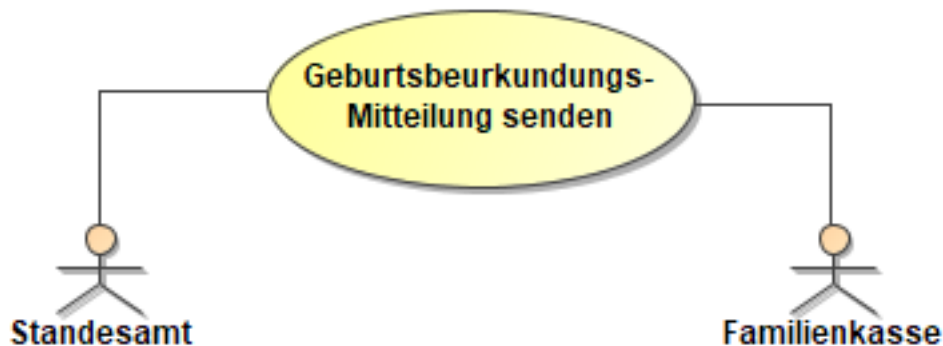 Geburtsbeurkundungs-
Mitteilung senden
Standesamt
Familienkasse